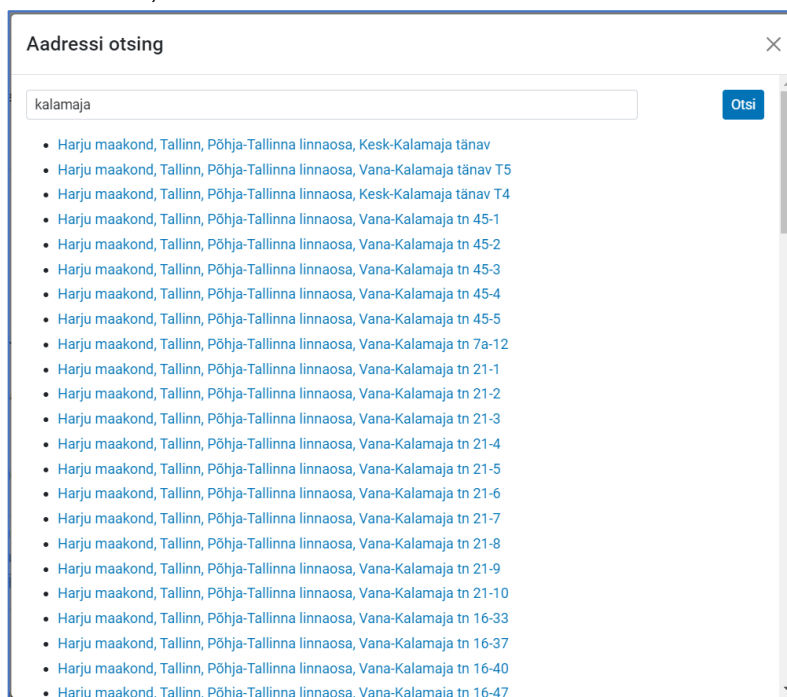 Aadressi otsing
kalamaja Otsi
Harju maakond, Tallinn, Põhja-Tallinna linnaosa, Kesk-Kalamaja tänav
Harju maakond, Tallinn, Põhja-Tallinna linnaosa, Vana-Kalamaja tänav T5
Harju maakond, Tallinn, Põhja-Tallinna linnaosa, Kesk-Kalamaja tänav T4
Harju maakond, Tallinn, Põhja-Tallinna linnaosa, Vana-Kalamaja tn 45-1
Harju maakond, Tallinn, Põhja-Tallinna linnaosa, Vana-Kalamaja tn 45-2
Harju maakond, Tallinn, Põhja-Tallinna linnaosa, Vana-Kalamaja tn 45-3
Harju maakond, Tallinn, Põhja-Tallinna linnaosa, Vana-Kalamaja tn 45-4
Harju maakond, Tallinn, Põhja-Tallinna linnaosa, Vana-Kalamaja tn 45-5
Harju maakond, Tallinn, Põhja-Tallinna linnaosa, Vana-Kalamaja tn 7a-12
Harju maakond, Tallinn, Põhja-Tallinna linnaosa, Vana-Kalamaja tn 21-1
Harju maakond, Tallinn, Põhja-Tallinna linnaosa, Vana-Kalamaja tn 21-2
Harju maakond, Tallinn, Põhja-Tallinna linnaosa, Vana-Kalamaja tn 21-3
Harju maakond, Tallinn, Põhja-Tallinna linnaosa, Vana-Kalamaja tn 21-4
Harju maakond, Tallinn, Põhja-Tallinna linnaosa, Vana-Kalamaja tn 21-5
Harju maakond, Tallinn, Põhja-Tallinna linnaosa, Vana-Kalamaja tn 21-6
Harju maakond, Tallinn, Põhja-Tallinna linnaosa, Vana-Kalamaja tn 21-7
Harju maakond, Tallinn, Põhja-Tallinna linnaosa, Vana-Kalamaja tn 21-8
Harju maakond, Tallinn, Põhja-Tallinna linnaosa, Vana-Kalamaja tn 21-9
Harju maakond, Tallinn, Põhja-Tallinna linnaosa, Vana-Kalamaja tn 21-10
Harju maakond, Tallinn, Põhja-Tallinna linnaosa, Vana-Kalamaja tn 16-33
Harju maakond, Tallinn, Põhja-Tallinna linnaosa, Vana-Kalamaja tn 16-37
Harju maakond, Tallinn, Põhja-Tallinna linnaosa, Vana-Kalamaja tn 16-40
Harju maakond, Tallinn, Põhja-Tallinna linnaosa, Vana-Kalamaja tn 16-47